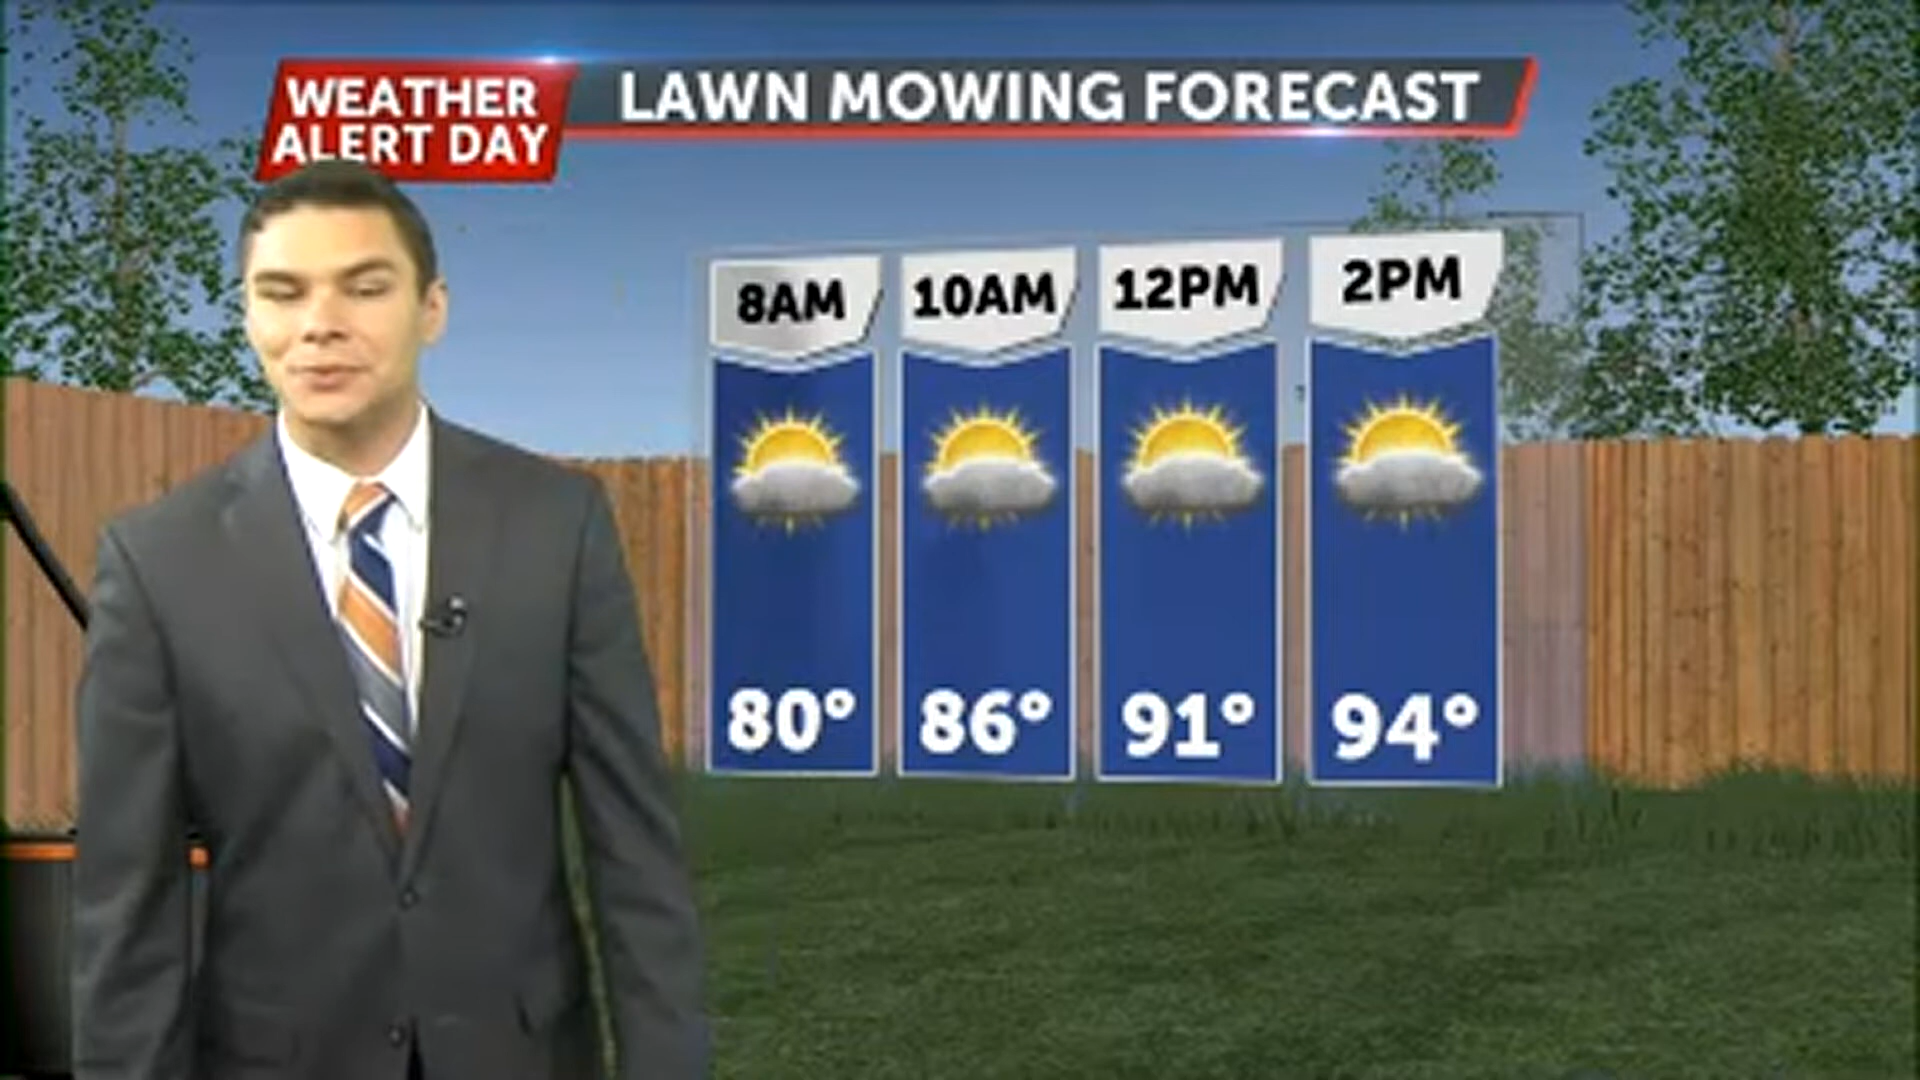 WEATHER
ALERT DAY
LAWN MOWING FORECAST
8AM
10AM
12PM
2PM
80°
86°
91°
94°